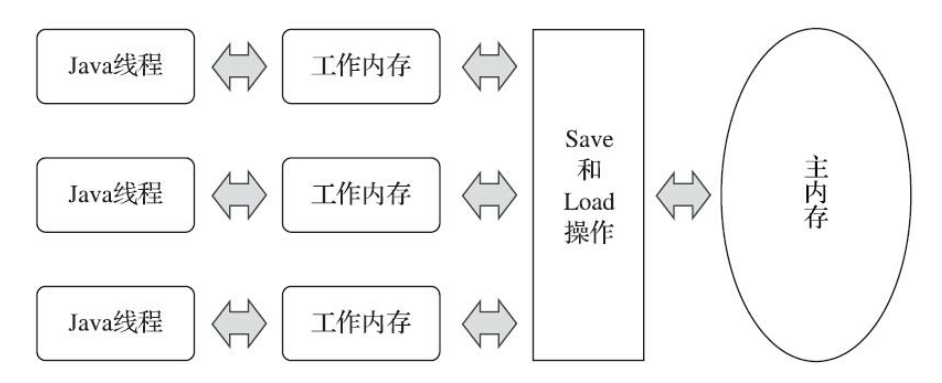 Java线程
工作内存
Java线程
工作内存
Java线程
工作内存
Save
和
Load
操作
主
内
存